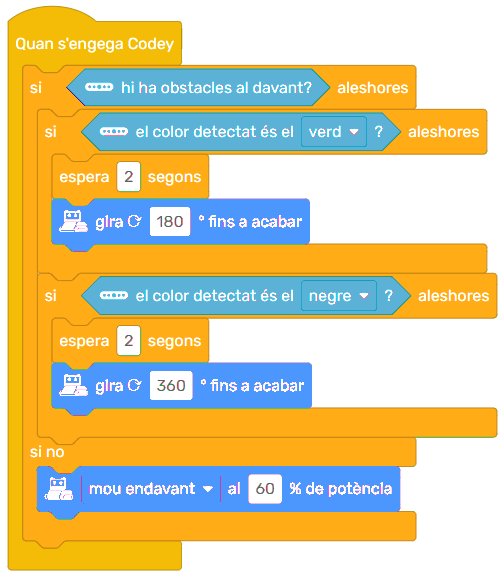 Quan s'engega Codey
si hi ha obstacles al davant? aleshores
si el color detectat és el verd ? aleshores
espera 2 segons
gira 180 ° fins a acabar
si el color detectat és el negre ? aleshores
espera 2 segons
gira 360 ° fins a acabar
si no
mou endavant al 60 % de potència